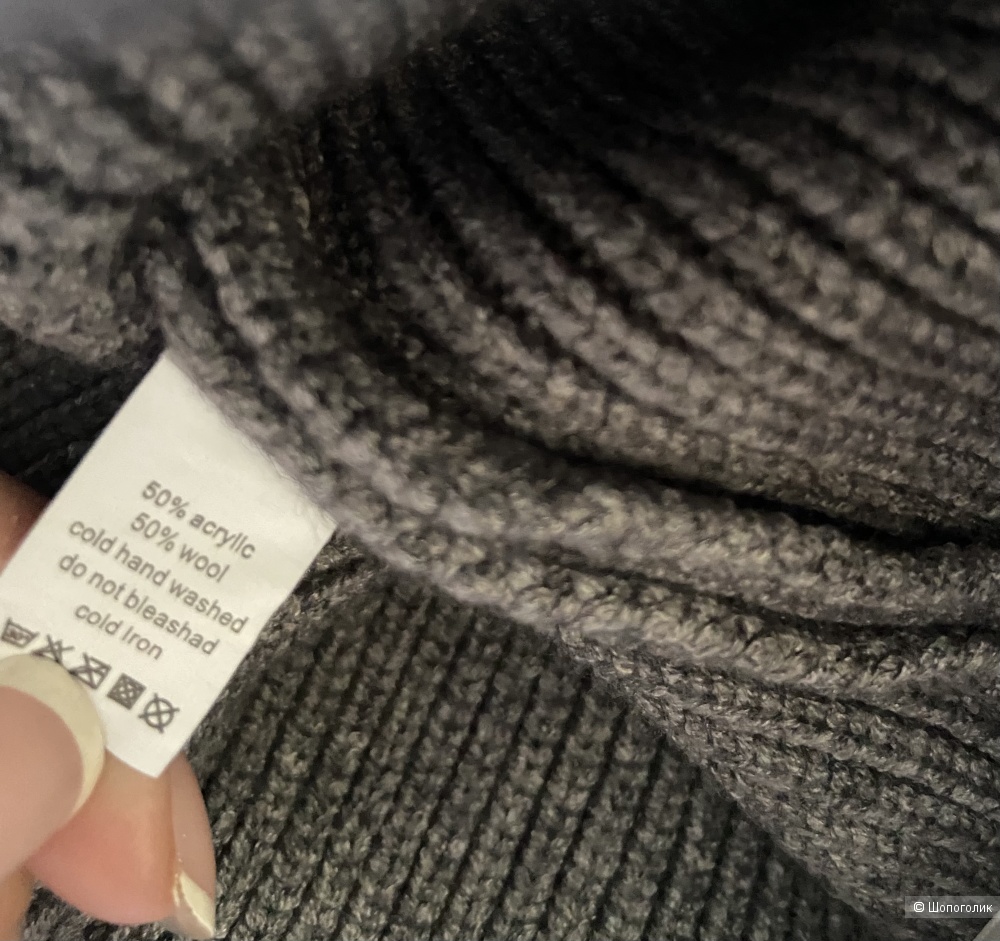 50% acrylic
50% wool
cold hand washed
do not bleashad
cold Iron
© Шопоголик